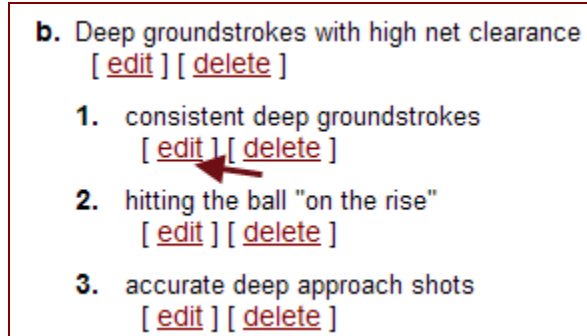 b. Deep groundstrokes with high net clearance
[ edit ] [ delete ]
1. consistent deep groundstrokes
[ edit ] [ delete ]
2. hitting the ball "on the rise"
[ edit ] [ delete ]
3. accurate deep approach shots
[ edit ] [ delete ]